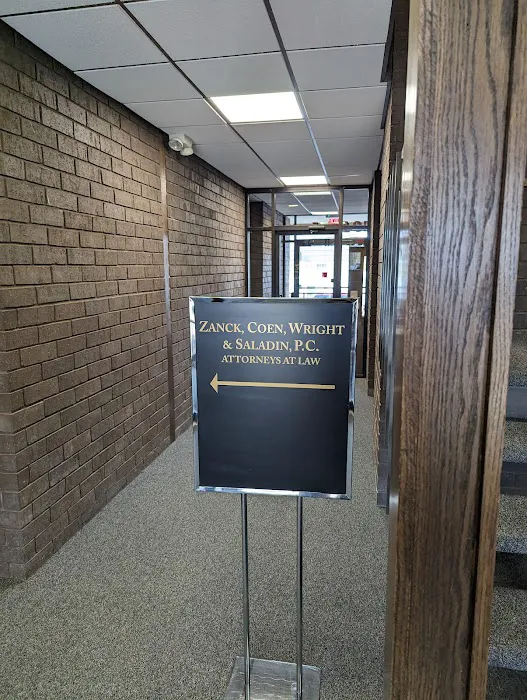 ZANCK, COEN, WRIGHT
& SALADIN, P.C.
ATTORNEYS AT LAW